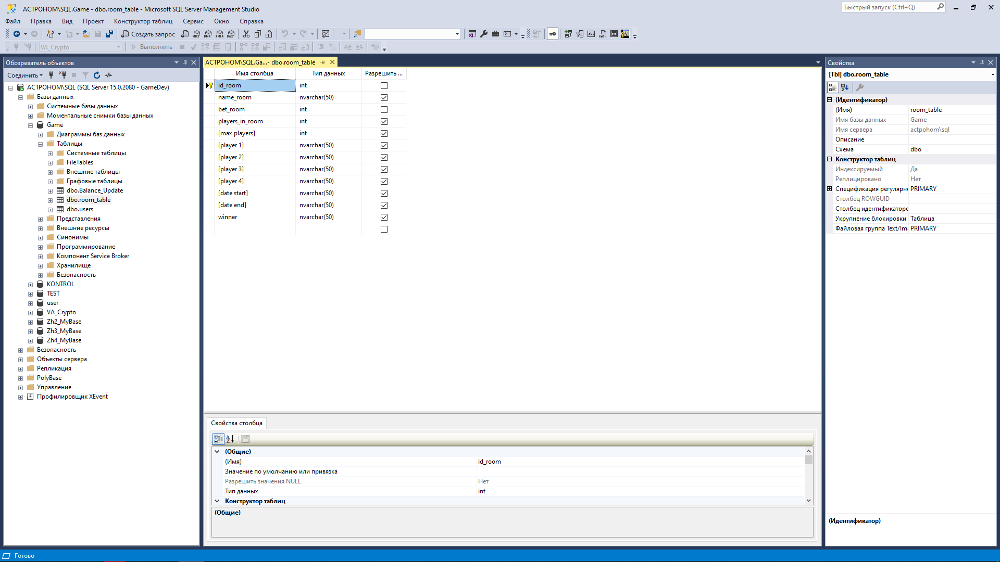 АСТРОНОМ\SQL.Game - dbo.room_table - Microsoft SQL Server Management Studio
Быстрый запуск (Ctrl+Q)
Файл Правка Вид Проект Конструктор таблиц Сервис Окно Справка
Создать запрос
MDX DMX XMLA DAX
VA_Crypto
Выполнить
Обозреватель объектов
Соединить
АСТРОНОМ\SQL (SQL Server 15.0.2080 - GameDev)
Базы данных
Системные базы данных
Моментальные снимки базы данных
Game
Диаграммы баз данных
Таблицы
Системные таблицы
FileTables
Внешние таблицы
Графовые таблицы
dbo.Balance_Update
dbo.room_table
dbo.users
Представления
Внешние ресурсы
Синонимы
Программирование
Компонент Service Broker
Хранилище
Безопасность
KONTROL
TEST
user
VA_Crypto
Zh2_MyBase
Zh3_MyBase
Zh4_MyBase
Безопасность
Объекты сервера
Репликация
PolyBase
Управление
Профилировщик XEvent
АСТРОНОМ\SQL.Ga...- dbo.room_table
Имя столбца Тип данных Разрешить ...
id_room int
name_room nvarchar(50)
bet_room int
players_in_room int
[max players] int
[player 1] nvarchar(50)
[player 2] nvarchar(50)
[player 3] nvarchar(50)
[player 4] nvarchar(50)
[date start] nvarchar(50)
[date end] nvarchar(50)
winner nvarchar(50)
Свойства столбца
(Общие)
(Имя) id_room
Значение по умолчанию или привязка
Разрешить значения NULL Нет
Тип данных int
Конструктор таблиц
(Общие)
Свойства
[Tbl] dbo.room_table
(Идентификатор)
(Имя) room_table
Имя базы данных Game
Имя сервера actpohom\sql
Описание
Схема dbo
Конструктор таблиц
Индексируемый Да
Реплицировано Нет
Спецификация регулярн PRIMARY
Столбец ROWGUID
Столбец идентификаторо
Укрупнение блокировки Таблица
Файловая группа Text/Im PRIMARY
(Идентификатор)
Готово